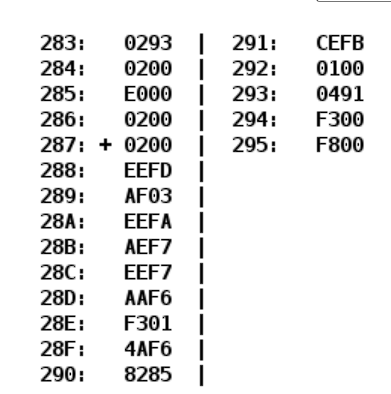 283: 0293 | 291: CEFB
284: 0200 | 292: 0100
285: E000 | 293: 0491
286: 0200 | 294: F300
287: + 0200 | 295: F800
288: EEFD |
289: AF03 |
28A: EEFA |
28B: AEF7 |
28C: EEF7 |
28D: AAF6 |
28E: F301 |
28F: 4AF6 |
290: 8285 |